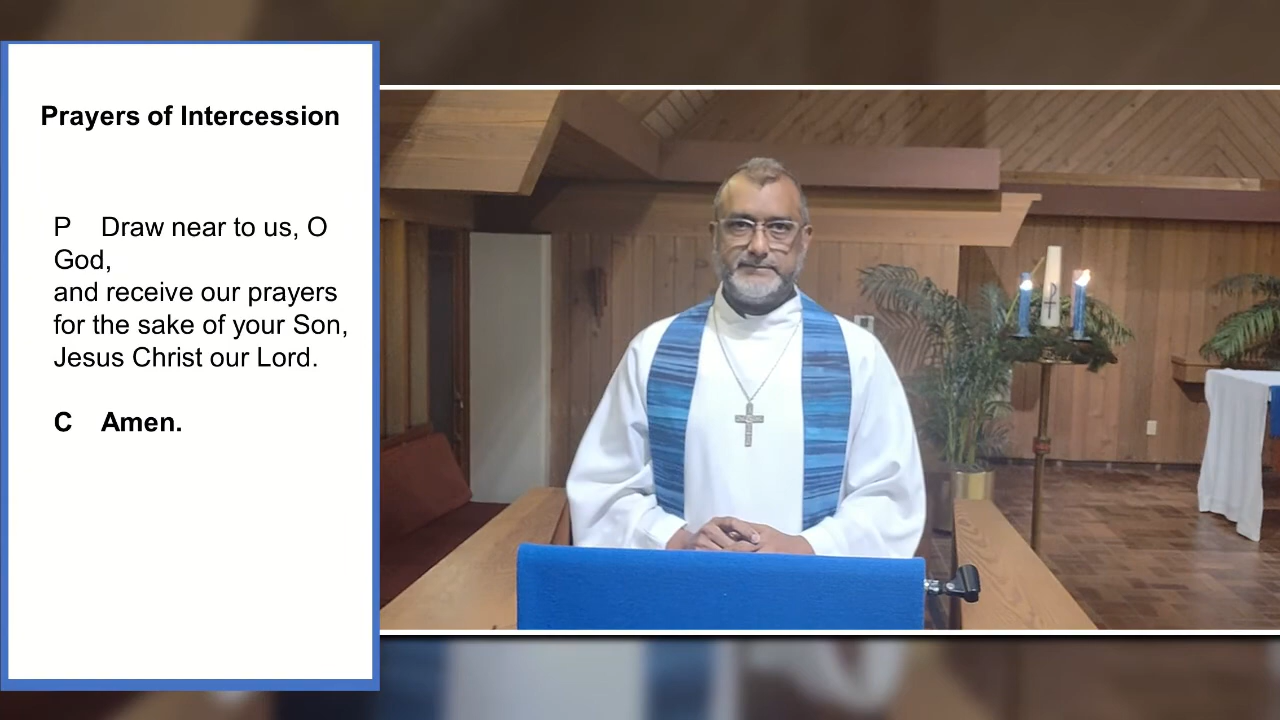 Prayers of Intercession
P Draw near to us, O
God,
and receive our prayers
for the sake of your Son,
Jesus Christ our Lord.
C Amen.